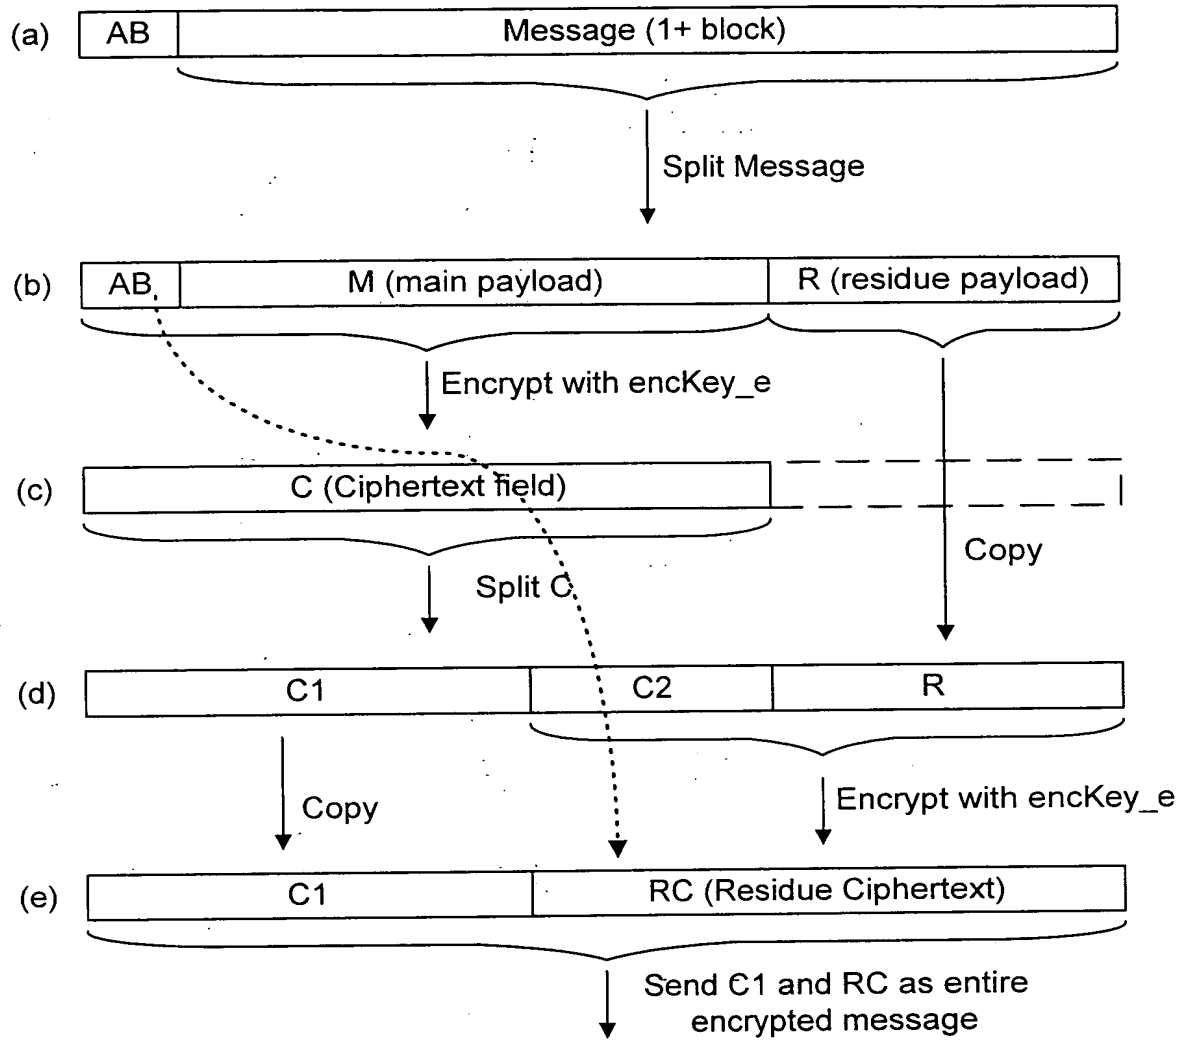 (a) AB Message (1+ block)
Split Message
(b) AB M (main payload) R (residue payload)
Encrypt with encKey_e
(c) C (Ciphertext field)
Copy
Split C
(d) C1 C2 R
Copy
Encrypt with encKey_e
(e) C1 RC (Residue Ciphertext)
Send C1 and RC as entire
encrypted message